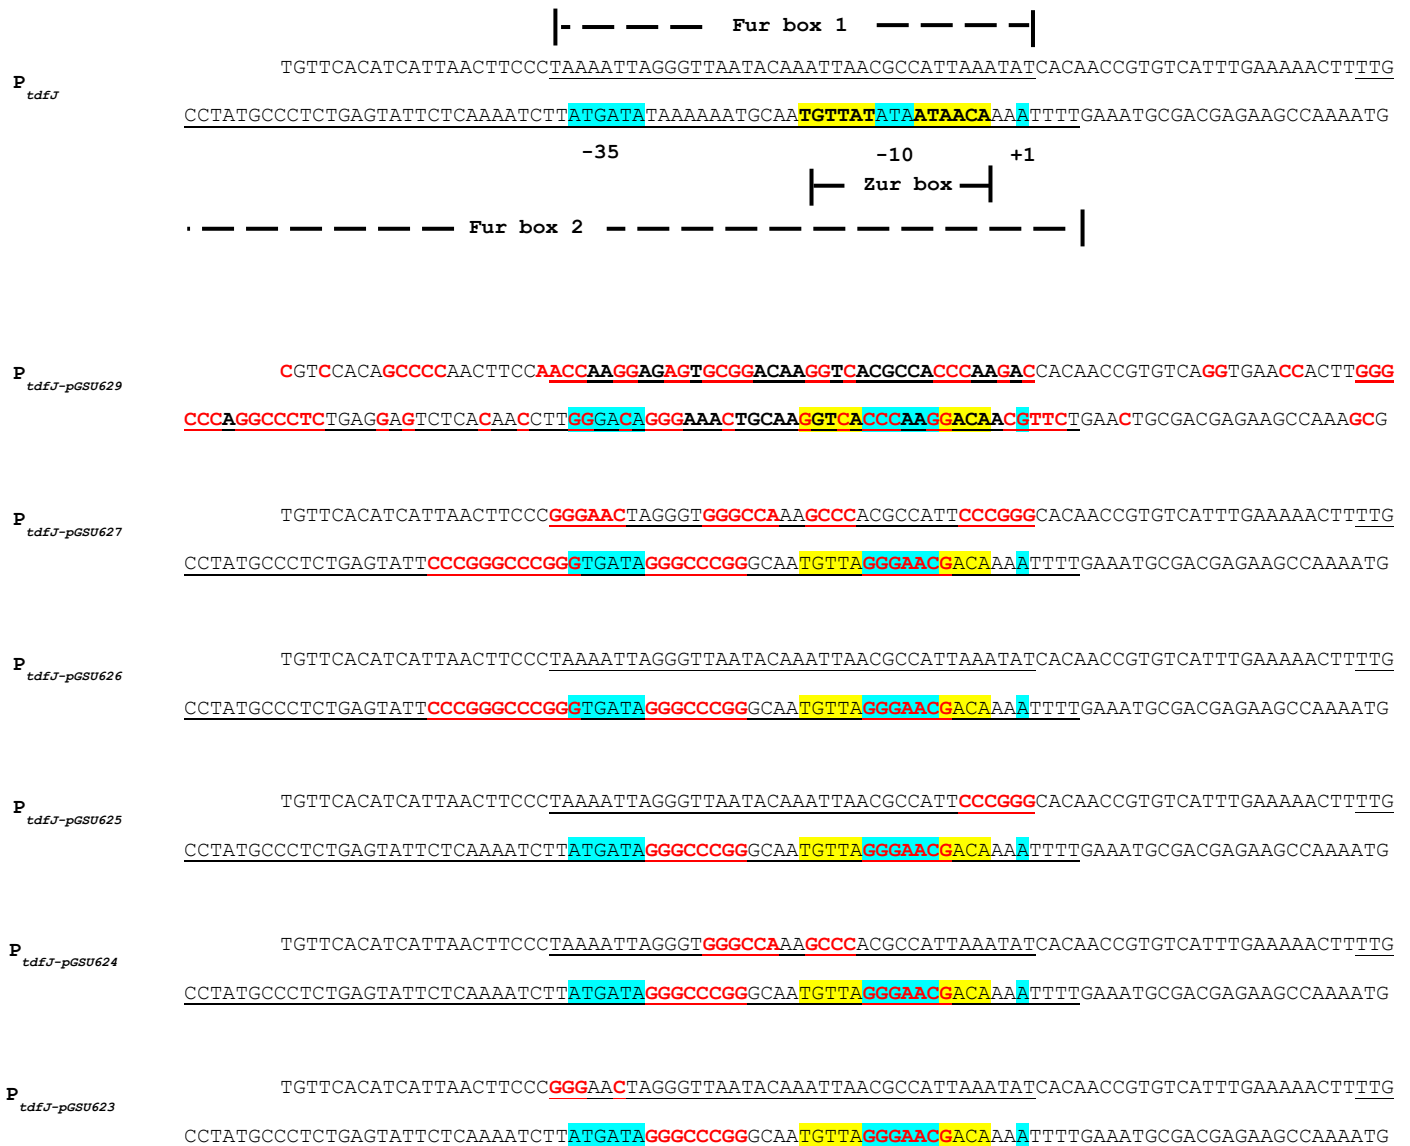 Fur box 1
P tdfJ TGTTCACATCATTAACTTCCCTAAAATTAGGGTTAATACAAATTAACGCCATTAAATATCACAACCGTGTCATTTGAAAAACTTTTG
CCTATGCCCTCTGAGTATTCTCAAAATCTTATGATATAAAAAATGCAATGTTATATAATAACAAAATTTTGAAATGCGACGAGAAGCCAAAATG
-35 -10 +1
Zur box
Fur box 2
P tdfJ-pGSU629 CGTCCACAGCCCCAACTTCCAACCAAGGAGAGTGCGGACAAGGTCACGCCACCCAAGACCACAACCGTGTCAGGTGAACCACTTGGG
CCCAGGCCCTCTGAGGAGTCTCACAACCTTGGGACAGGGAAACTGCAAGGTCACCCAAGGACAACGTTCTGAACTGCGACGAGAAGCCAAAGCG
P tdfJ-pGSU627 TGTTCACATCATTAACTTCCCGGGAACTAGGGTGGGCCAAAGCCCACGCCATTCCCGGGCACAACCGTGTCATTTGAAAAACTTTTG
CCTATGCCCTCTGAGTATTCCCGGGCCCGGGTGATAGGGCCCGGGCAATGTTAGGGAACGACAAAATTTTGAAATGCGACGAGAAGCCAAAATG
P tdfJ-pGSU626 TGTTCACATCATTAACTTCCCTAAAATTAGGGTTAATACAAATTAACGCCATTAAATATCACAACCGTGTCATTTGAAAAACTTTTG
CCTATGCCCTCTGAGTATTCCCGGGCCCGGGTGATAGGGCCCGGGCAATGTTAGGGAACGACAAAATTTTGAAATGCGACGAGAAGCCAAAATG
P tdfJ-pGSU625 TGTTCACATCATTAACTTCCCTAAAATTAGGGTTAATACAAATTAACGCCATTCCCGGGCACAACCGTGTCATTTGAAAAACTTTTG
CCTATGCCCTCTGAGTATTCTCAAAATCTTATGATAGGGCCCGGGCAATGTTAGGGAACGACAAAATTTTGAAATGCGACGAGAAGCCAAAATG
P tdfJ-pGSU624 TGTTCACATCATTAACTTCCCTAAAATTAGGGTGGGCCAAAGCCCACGCCATTAAATATCACAACCGTGTCATTTGAAAAACTTTTG
CCTATGCCCTCTGAGTATTCTCAAAATCTTATGATAGGGCCCGGGCAATGTTAGGGAACGACAAAATTTTGAAATGCGACGAGAAGCCAAAATG
P tdfJ-pGSU623 TGTTCACATCATTAACTTCCCGGGAACTAGGGTTAATACAAATTAACGCCATTAAATATCACAACCGTGTCATTTGAAAAACTTTTG
CCTATGCCCTCTGAGTATTCTCAAAATCTTATGATAGGGCCCGGGCAATGTTAGGGAACGACAAAATTTTGAAATGCGACGAGAAGCCAAAATG